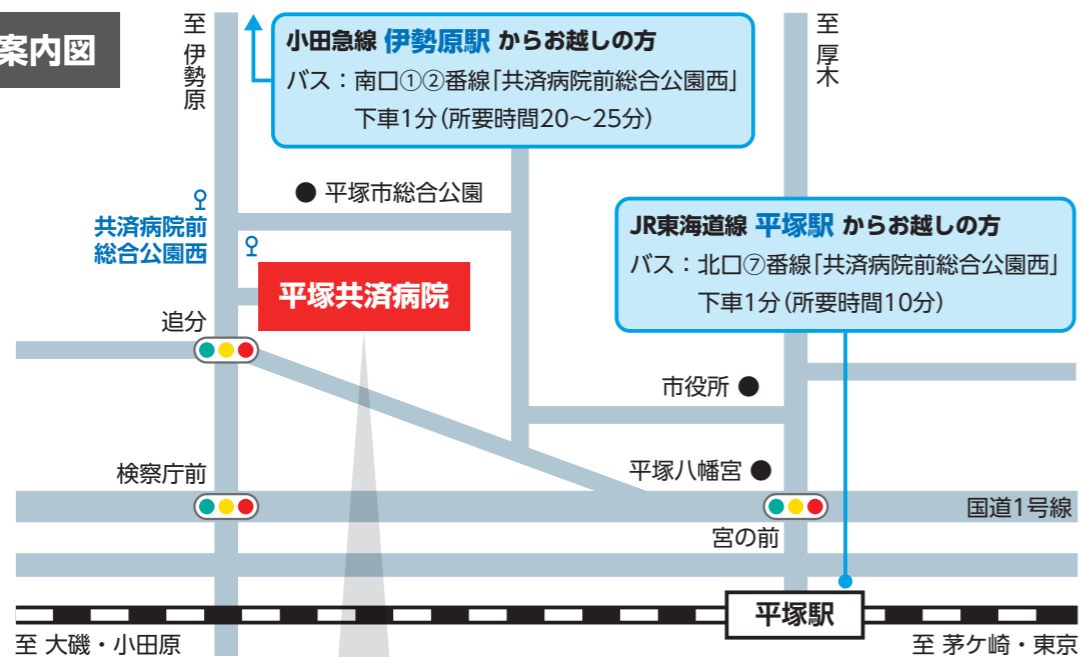 案内図
至 伊勢原
小田急線 伊勢原駅 からお越しの方
バス：南口①②番線「共済病院前総合公園西」
下車1分（所要時間20〜25分）
至 厚木
平塚市総合公園
共済病院前
総合公園西
JR東海道線 平塚駅 からお越しの方
バス：北口⑦番線「共済病院前総合公園西」
下車1分（所要時間10分）
平塚共済病院
追分
市役所
検察庁前
平塚八幡宮
国道1号線
宮の前
平塚駅
至 大磯・小田原
至 茅ケ崎・東京